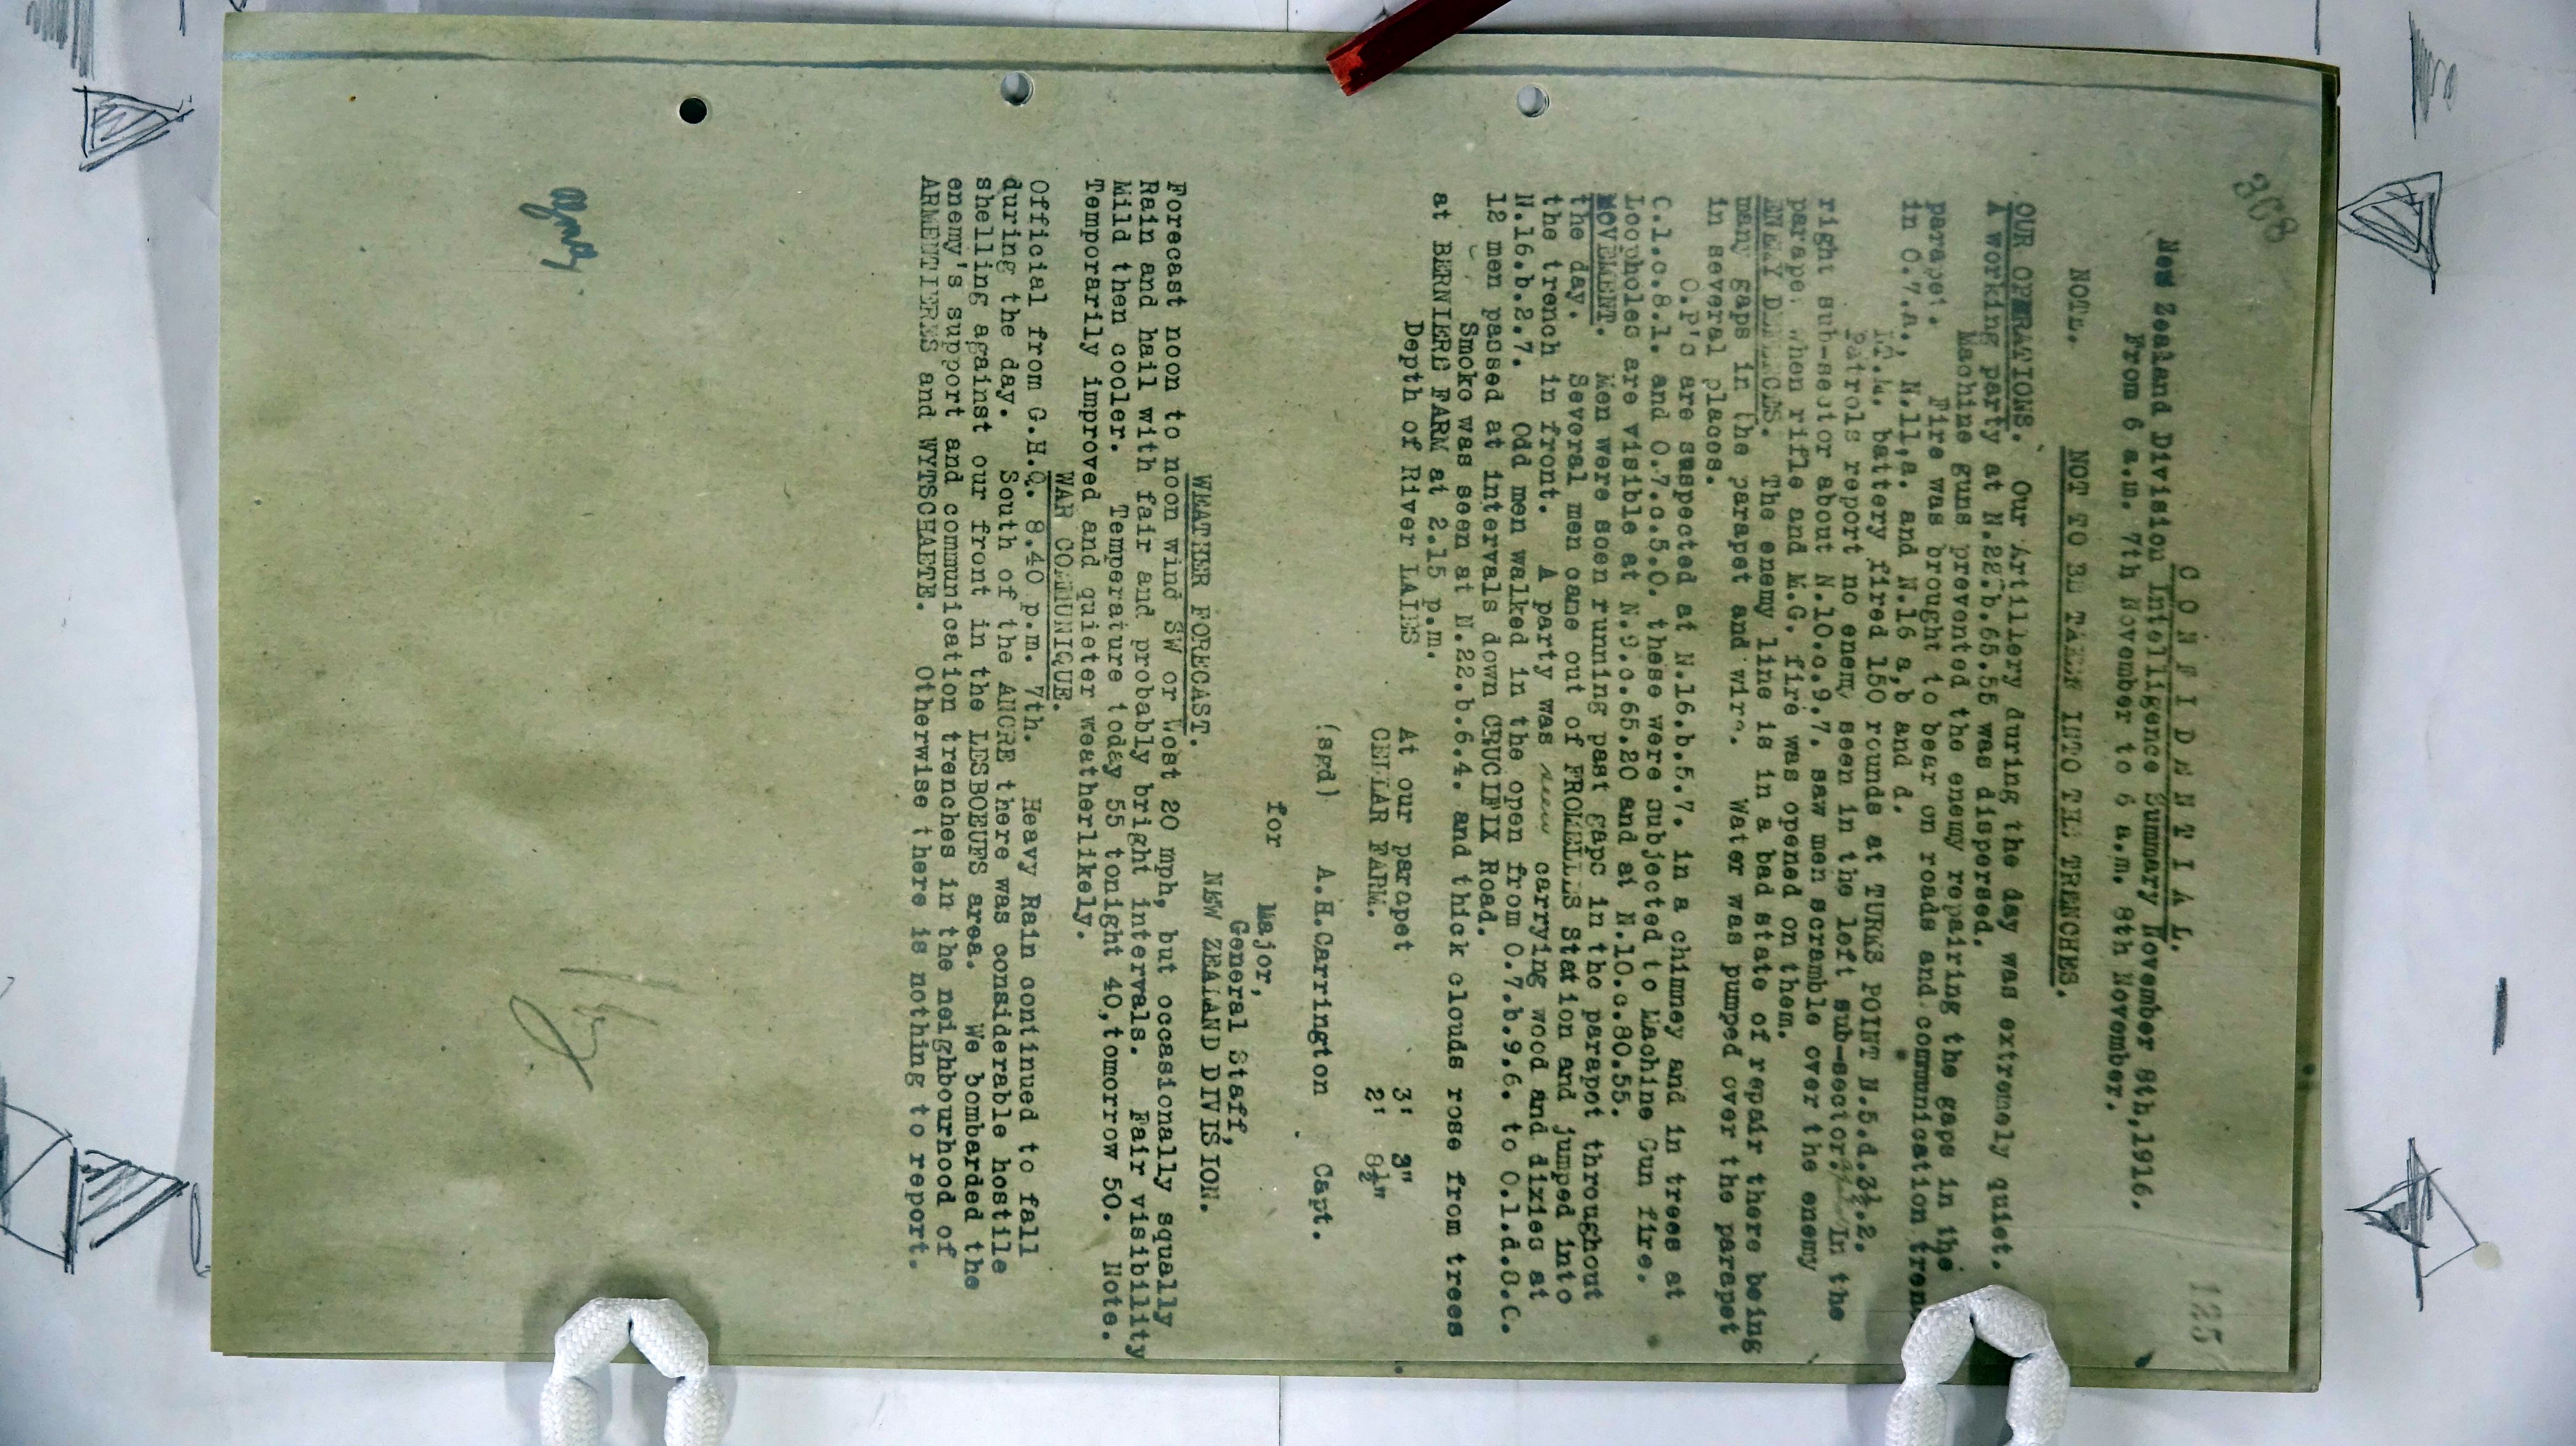 308
125
C O N F I D E N T I A L.
New Zealand Division Intelligence Summary November 8th,1916.
From 6 a.m. 7th November to 6 a.m. 8th November.
NOTE. NOT TO BE TAKEN INTO THE TRENCHES.
OUR OPERATIONS. Our Artillery during the day was extremely quiet.
A working party at N.22.b.65.55 was dispersed.
Machine guns prevented the enemy repairing the gaps in the
parapet. Fire was brought to bear on roads and communication tren
in O.7.a., N.11,a. and N.16 a,b and d.
battery fired 150 rounds at TURKS POINT N.5.d.3½.2.
Patrols report no enemy seen in the left sub-sector. In the
right sub-sector about N.10.c.9.7. saw men scramble over the enemy
parapet when rifle and M.G. fire was opened on them.
ENEMY DEFENCES. The enemy line is in a bad state of repair there being
many gaps in the parapet and wire. Water was pumped over the parapet
in several places.
O.P's are suspected at N.16.b.5.7. in a chimney and in trees at
C.1.c.8.1. and O.7.c.5.0. these were subjected to Machine Gun fire.
Loopholes are visible at N.9.c.65.20 and at N.10.c.80.55.
MOVEMENT. Men were seen running past gaps in the parapet throughout
the day. Several men came out of FROMELLES Station and jumped into
the trench in front. A party was seen carrying wood and dixies at
N.16.b.2.7. Odd men walked in the open from O.7.b.9.6. to O.1.d.0.C.
12 men passed at intervals down CRUCIFIX Road.
Smoke was seen at N.22.b.6.4. and thick clouds rose from trees
at BERNIERE FARM at 2.15 p.m.
Depth of River LAIES At our parapet 3' 3"
CELLAR FARM. 2' 8½"
(sgd) A.H.Carrington Capt.
for Major,
General Staff,
NEW ZEALAND DIVISION.
WEATHER FORECAST.
Forecast noon to noon wind SW or West 20 mph, but occasionally squally
Rain and hail with fair and probably bright intervals. Fair visibility
Mild then cooler. Temperature today 55 tonight 40,tomorrow 50. Note.
Temporarily improved and quieter weatherlikely.
WAR COMMUNIQUE.
Official from G.H.Q. 8.40 p.m. 7th. Heavy Rain continued to fall
during the day. South of the ANCRE there was considerable hostile
shelling against our front in the LESBOEUFS area. We bombarded the
enemy's support and communication trenches in the neighbourhood of
ARMENTIERES and WYTSCHAETE. Otherwise there is nothing to report.